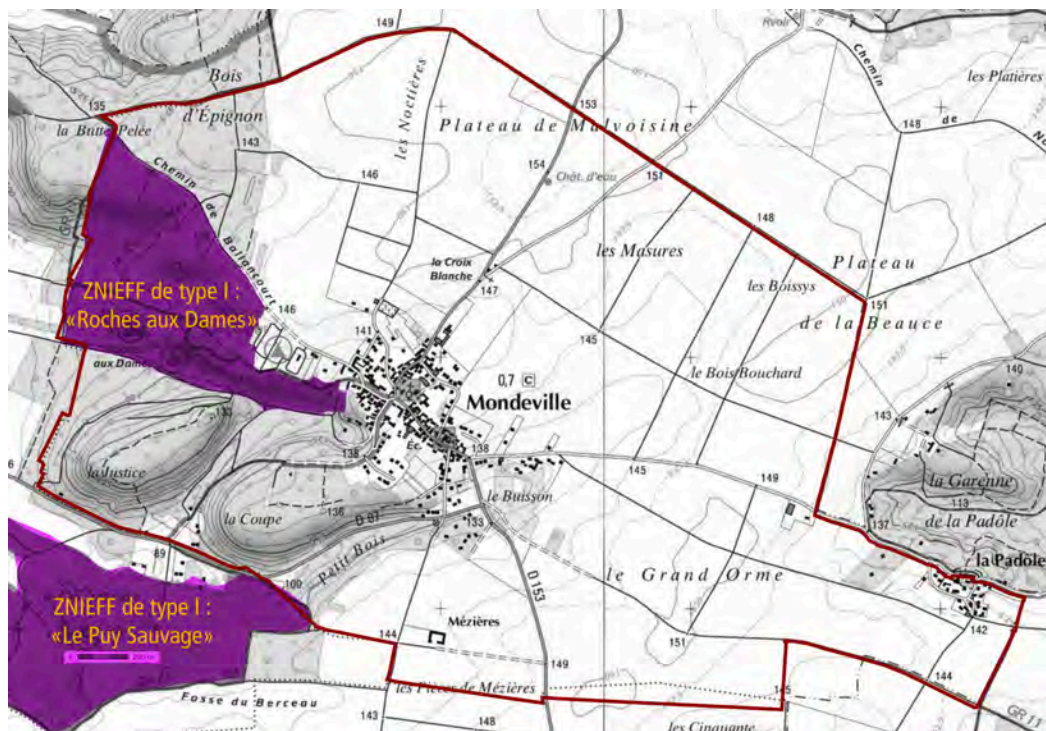 149
Rvoir
Bois
Chemin
de
les Platières
135
d'Épignon
153
Plateau de Malvoisine
la Butte Pelée
148
143
les Noctières
154
Chât. d'eau
151
146
Chemin
de
Ballancourt
148
les Masures
la Croix
Blanche
Plateau
147
les Boissys
ZNIEFF de type I :
«Roches aux Dames»
146
151
de la Beauce
141
145
aux Dames
0,7 C
le Bois Bouchard
140
Mondeville
133
143
Éc.
138
138
145
la Justice
149
la Garenne
le Buisson
113
la Coupe
136
D 87
133
137
de la Padôle
89
Petit Bois
la Padôle
100
le Grand Orme
ZNIEFF de type I :
«Le Puy Sauvage»
D 153
Mézières
144
151
142
149
144
les Pièces de Mézières
145
Fosse du Berceau
143
148
les Cinquante
GR 11